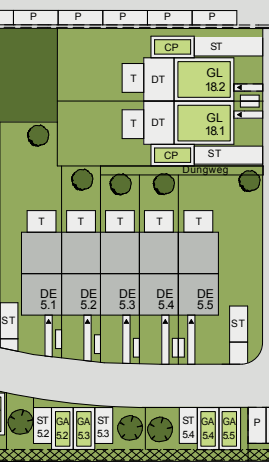 P P P P P
CP ST
T DT GL
18.2
T DT GL
18.1
CP ST
Dungweg
T T T T T
DE DE DE DE DE
5.1 5.2 5.3 5.4 5.5
ST ST
ST GA GA ST ST GA GA P
5.2 5.2 5.3 5.3 5.4 5.4 5.5